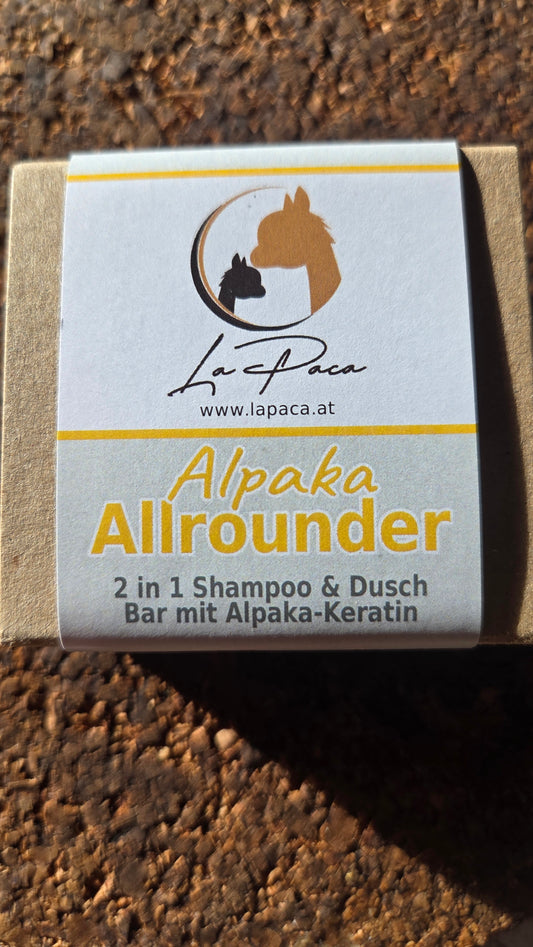 La Paca
www.lapaca.at
Alpaka
Allrounder
2 in 1 Shampoo & Dusch
Bar mit Alpaka-Keratin